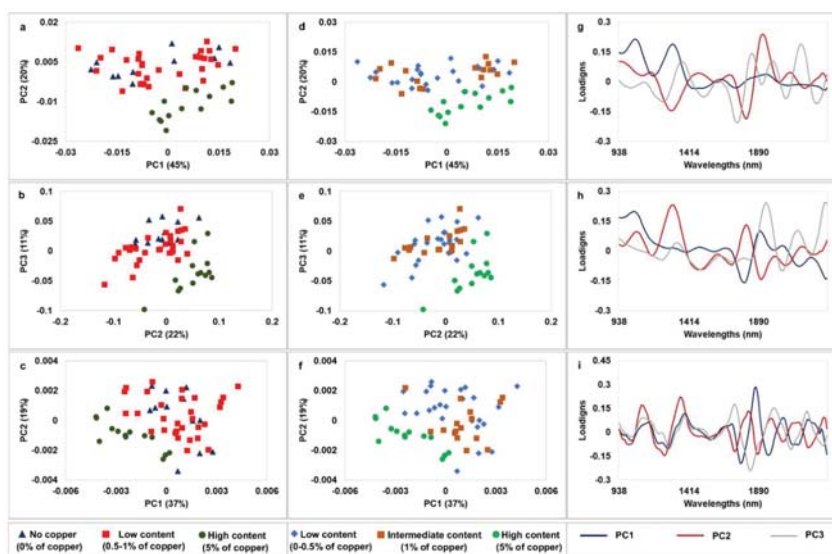 a
0.02
0.005
-0.01
-0.025
PC2 (20%)
-0.03 -0.015 0 0.015 0.03
PC1 (45%)
d
0.03
0.015
0
-0.015
-0.03
PC2 (20%)
-0.03 -0.015 0 0.015 0.03
PC1 (45%)
g
0.3
0.15
0
-0.15
-0.3
Loadigns
938 1414 1890
Wavelengths (nm)
b
0.1
0.05
0
-0.05
-0.1
PC3 (11%)
-0.2 -0.1 0 0.1 0.2
PC2 (22%)
e
0.1
0.05
0
-0.05
-0.1
PC3 (11%)
-0.2 -0.1 0 0.1 0.2
PC2 (22%)
h
0.3
0.15
0
-0.15
-0.3
Loadigns
938 1414 1890
Wavelengths (nm)
c
0.004
0.002
0
-0.002
-0.004
PC2 (19%)
-0.006 -0.003 0 0.003 0.006
PC1 (37%)
f
0.004
0.002
0
-0.002
-0.004
PC2 (19%)
-0.006 -0.003 0 0.003 0.006
PC1 (37%)
i
0.45
0.3
0.15
0
-0.15
-0.3
Loadigns
938 1414 1890
Wavelengths (nm)
No copper
(0% of copper)
Low content
(0.5-1% of copper)
High content
(5% of copper)
Low content
(0-0.5% of copper)
Intermediate content
(1% of copper)
High content
(5% of copper)
PC1 PC2 PC3